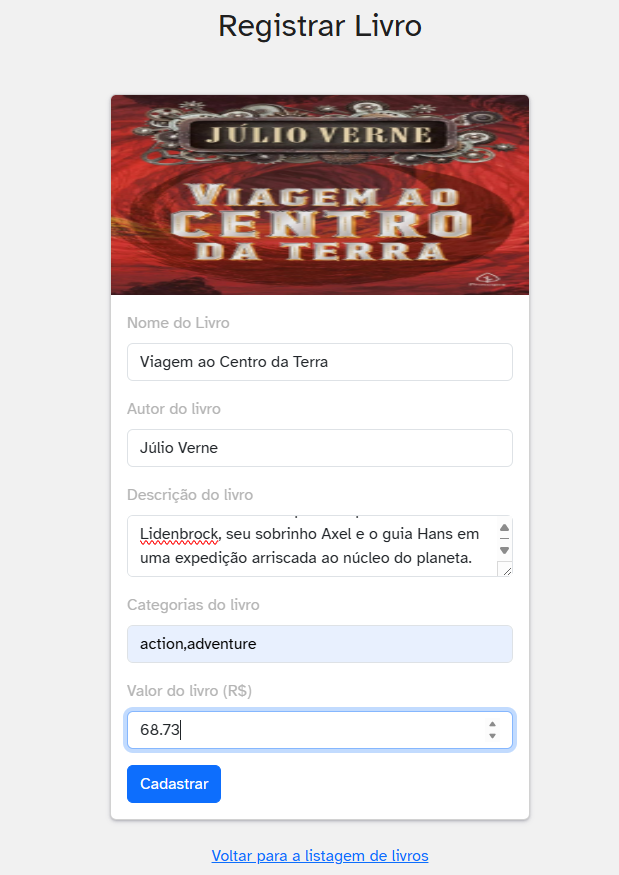 Registrar Livro
JÚLIO VERNE
VIAGEM AO
CENTRO
DA TERRA
Nome do Livro
Viagem ao Centro da Terra
Autor do livro
Júlio Verne
Descrição do livro
Lidenbrock, seu sobrinho Axel e o guia Hans em
uma expedição arriscada ao núcleo do planeta.
Categorias do livro
action,adventure
Valor do livro (R$)
68.73
Cadastrar
Voltar para a listagem de livros